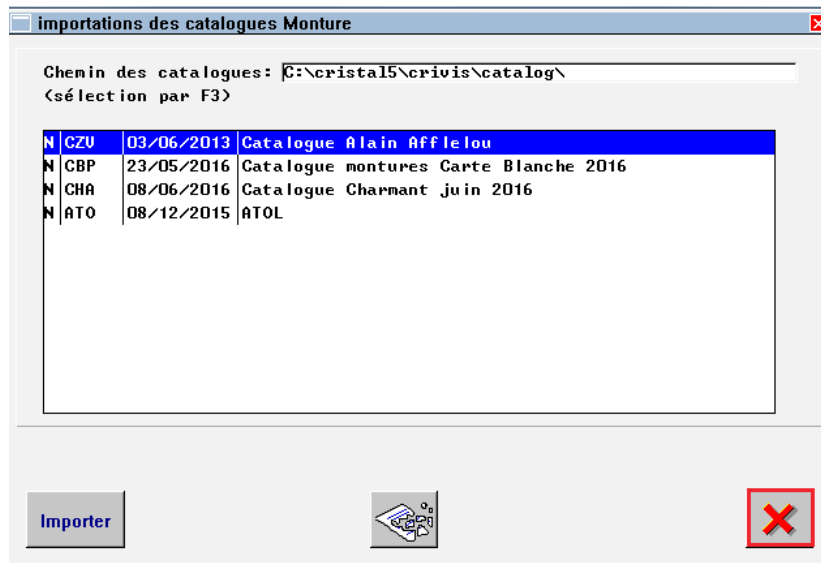 importations des catalogues Monture
Chemin des catalogues: C:\cristal5\crivis\catalog\
(sélection par F3)
N CZV 03/06/2013 Catalogue Alain Afflelou
N CBP 23/05/2016 Catalogue montures Carte Blanche 2016
N CHA 08/06/2016 Catalogue Charmant juin 2016
N ATO 08/12/2015 ATOL
Importer